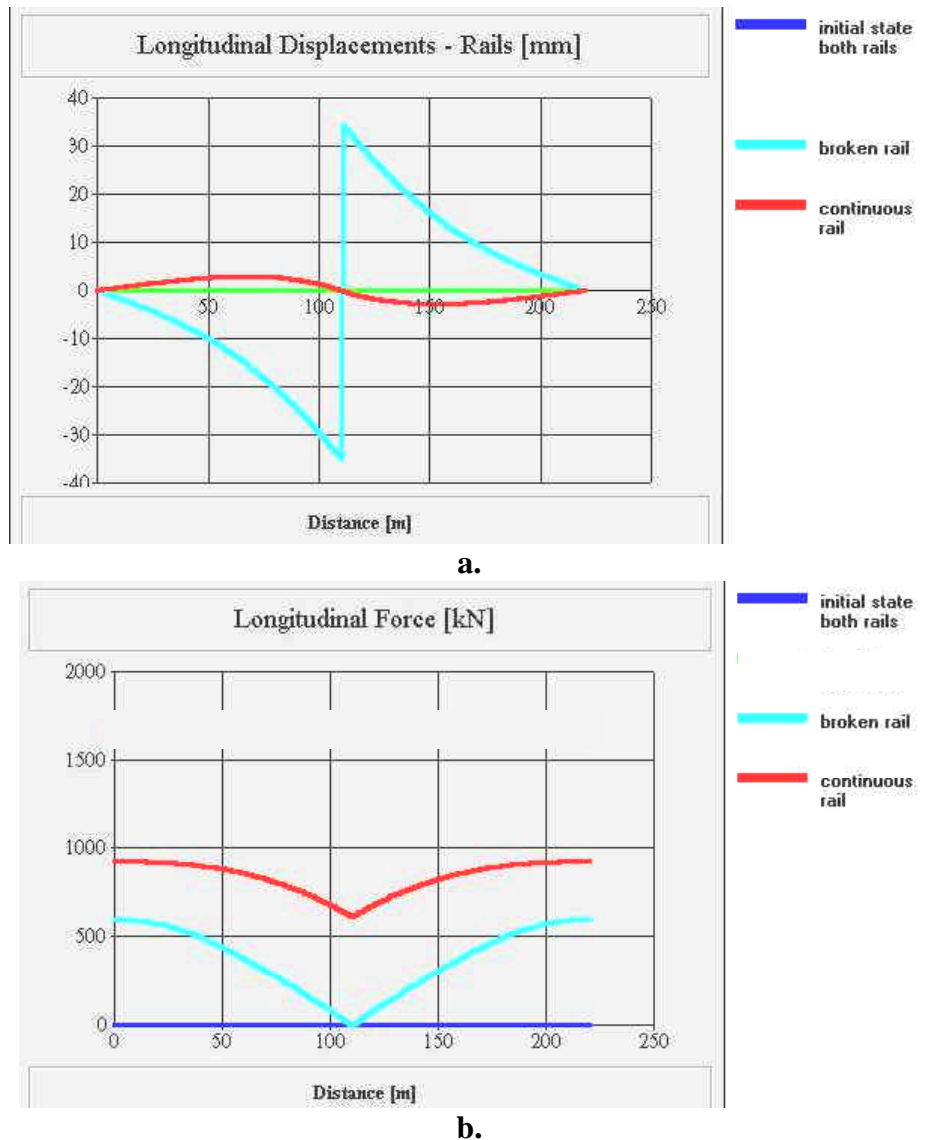 Longitudinal Displacements - Rails [mm]
initial state
both rails
broken rail
continuous
rail
40
30
20
10
0
-10
-20
-30
-40
50
100
150
200
250
Distance [m]
a.
Longitudinal Force [kN]
initial state
both rails
broken rail
continuous
rail
2000
1500
1000
500
0
0
50
100
150
200
250
Distance [m]
b.